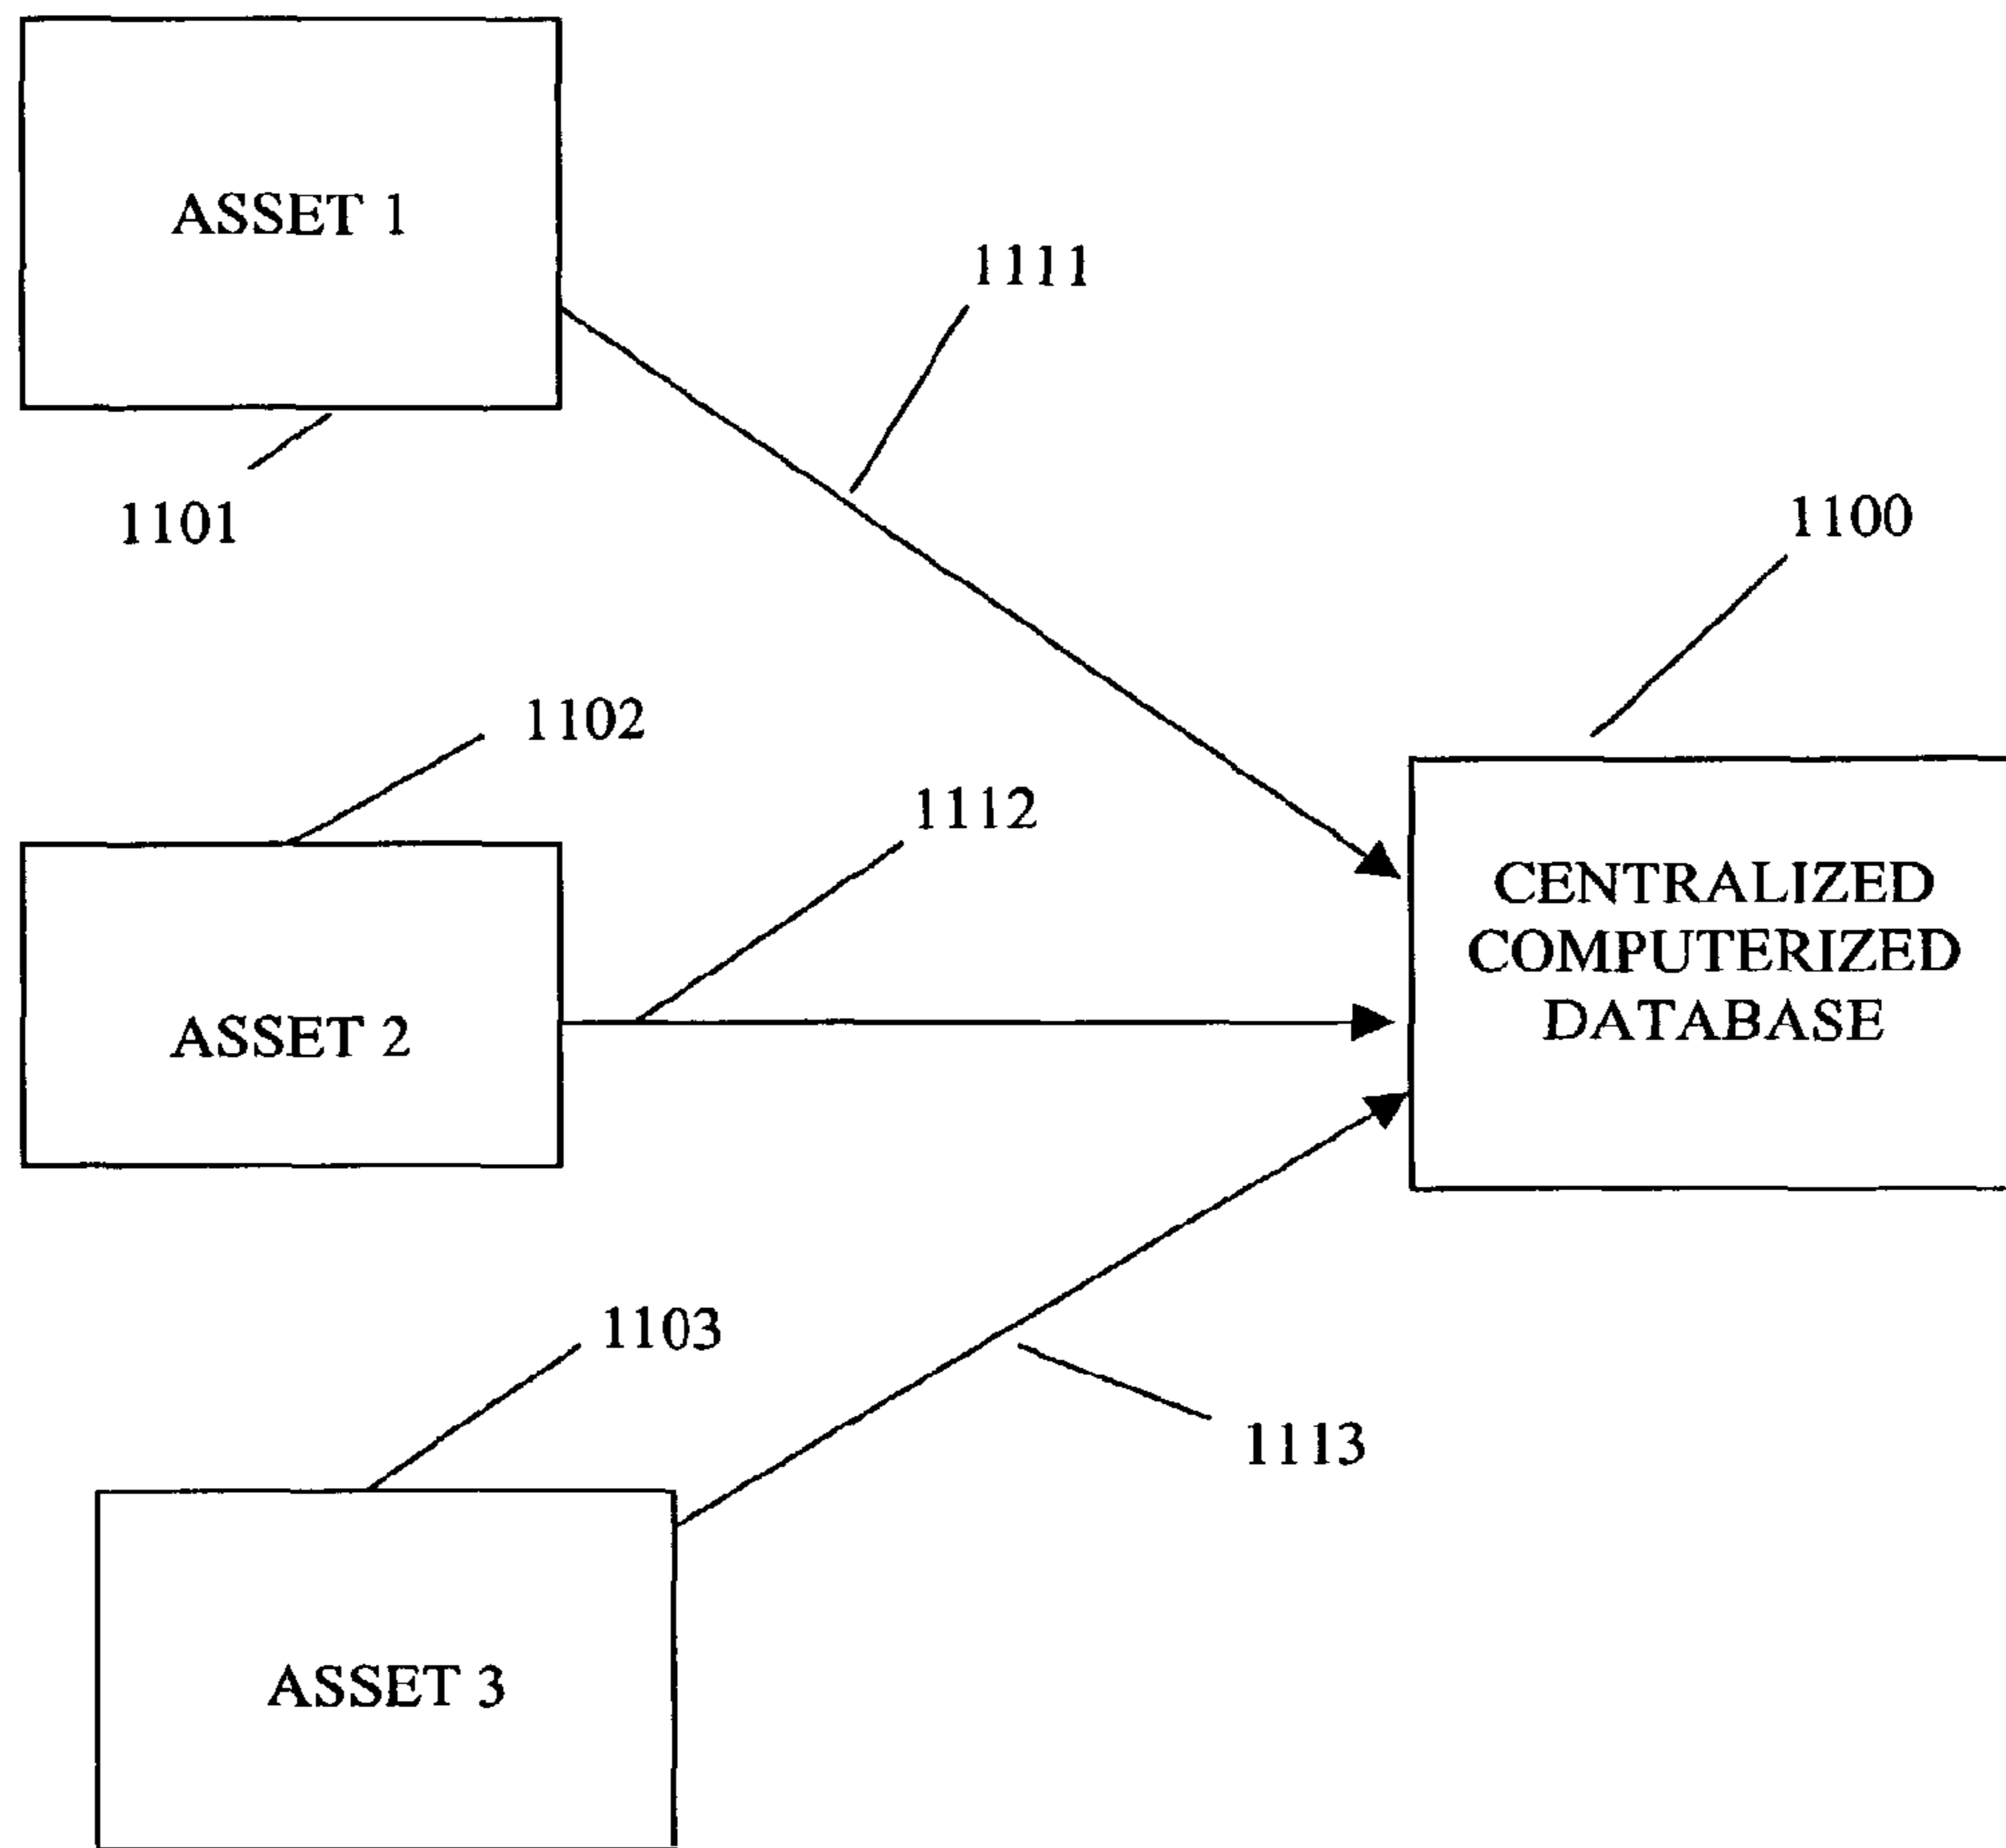 ASSET 1
1111
1101
1100
1102
1112
CENTRALIZED
COMPUTERIZED
DATABASE
ASSET 2
1103
1113
ASSET 3